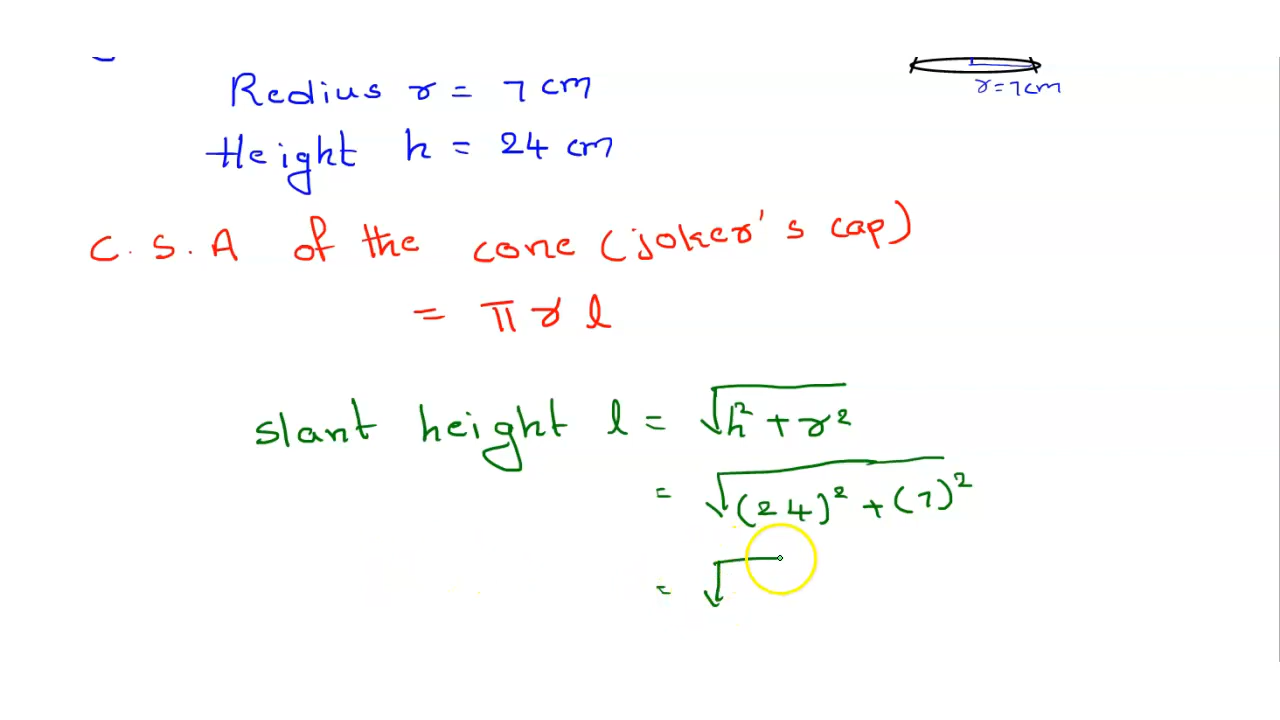 r = 7cm
Redius r = 7 cm
Height h = 24 cm
C.S.A of the cone (joker's cap)
= π r l
slant height l = √h² + r²
= √(24)² + (7)²
= √